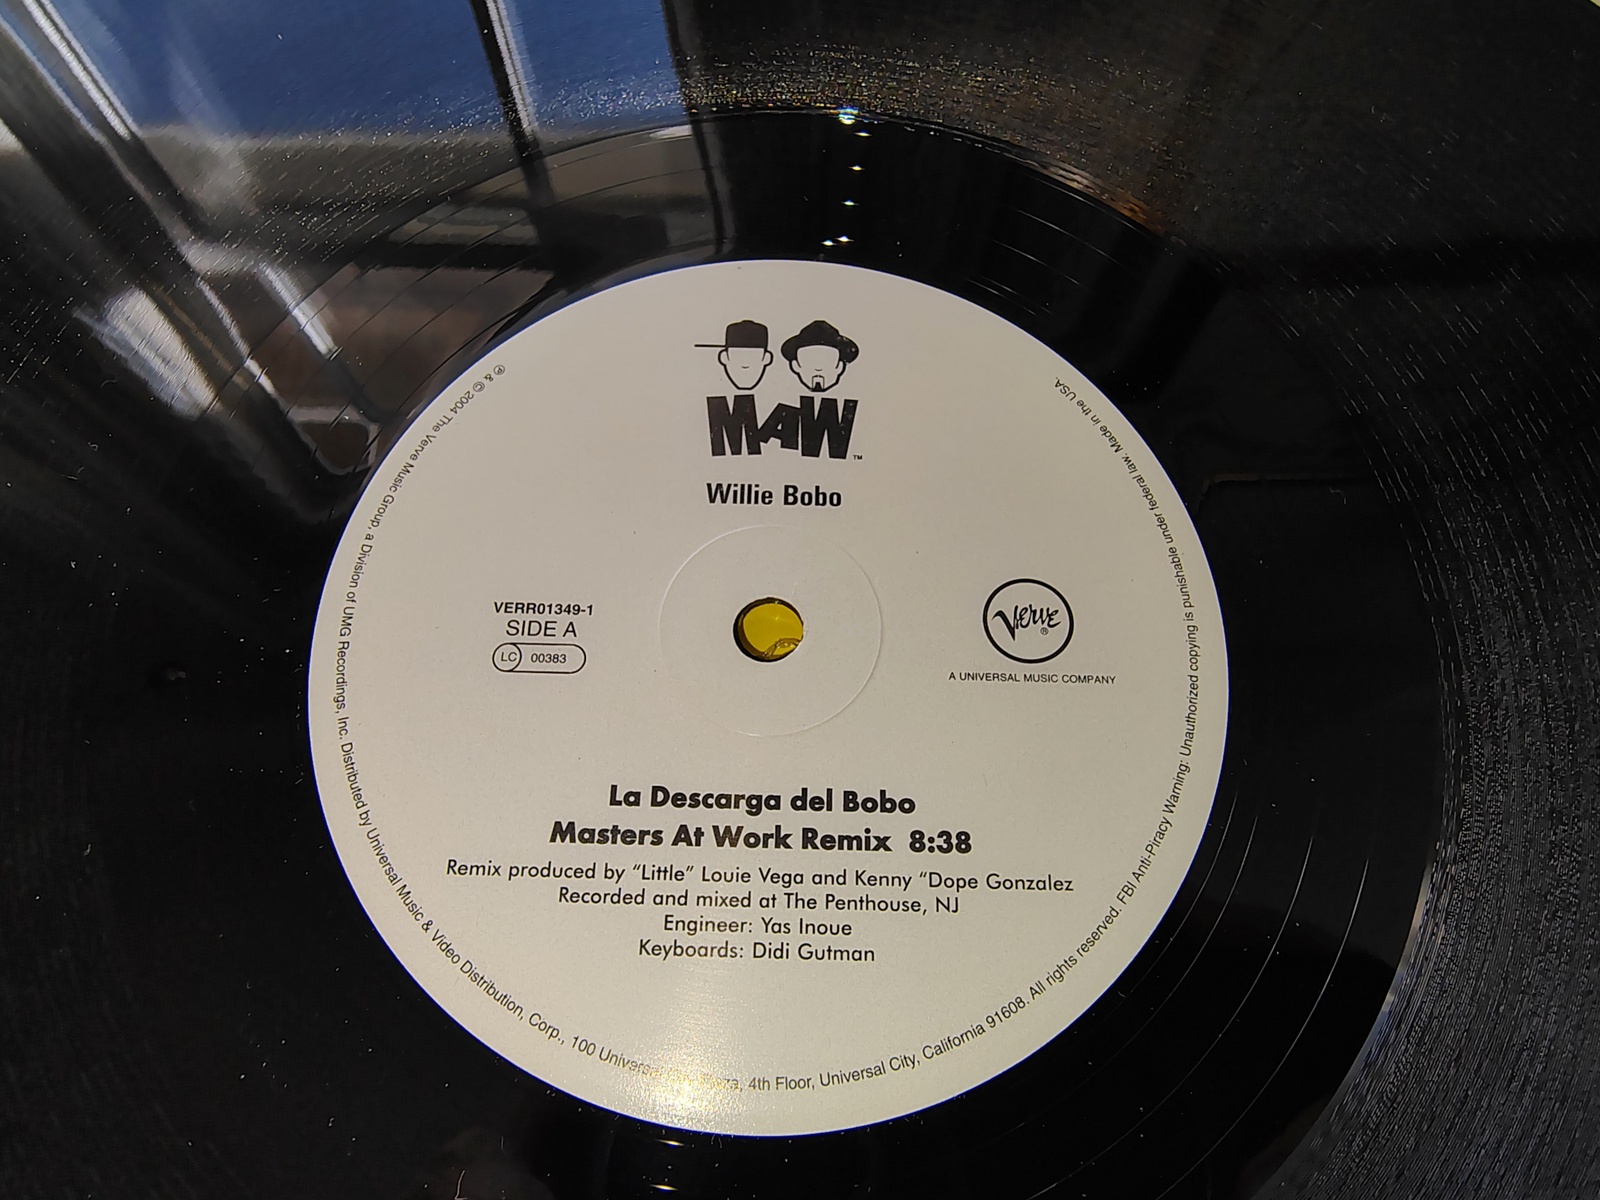 MAW™
Willie Bobo
VERR01349-1
SIDE A
LC 00383
Verve®
A UNIVERSAL MUSIC COMPANY
La Descarga del Bobo
Masters At Work Remix 8:38
Remix produced by “Little” Louie Vega and Kenny “Dope Gonzalez
Recorded and mixed at The Penthouse, NJ
Engineer: Yas Inoue
Keyboards: Didi Gutman
℗ & © 2004 The Verve Music Group, a Division of UMG Recordings, Inc. Distributed by Universal Music & Video Distribution, Corp., 100 Universal 4th Floor, Universal City, California 91608. All rights reserved. FBI Anti-Piracy Warning: Unauthorized copying is punishable under federal law. Made in the USA.